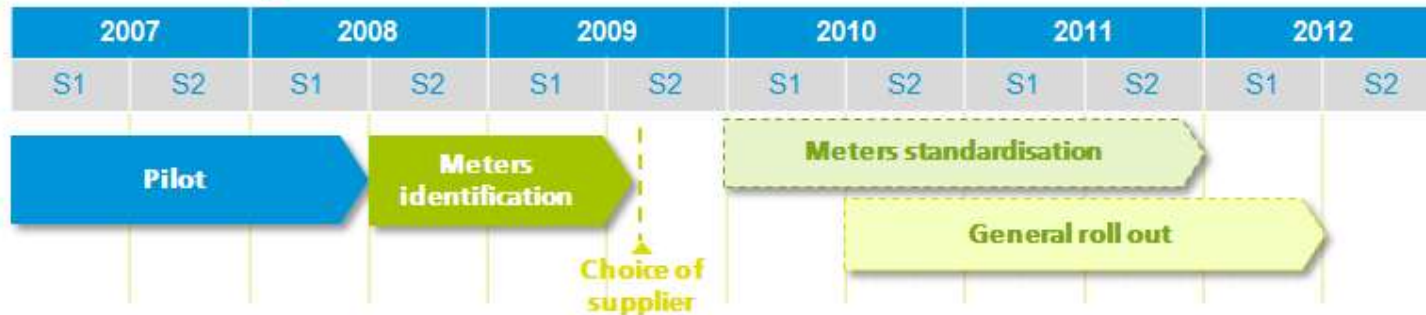 2007 2008 2009 2010 2011 2012
S1 S2 S1 S2 S1 S2 S1 S2 S1 S2 S1 S2
Pilot
Meters
identification
Choice of
supplier
Meters standardisation
General roll out